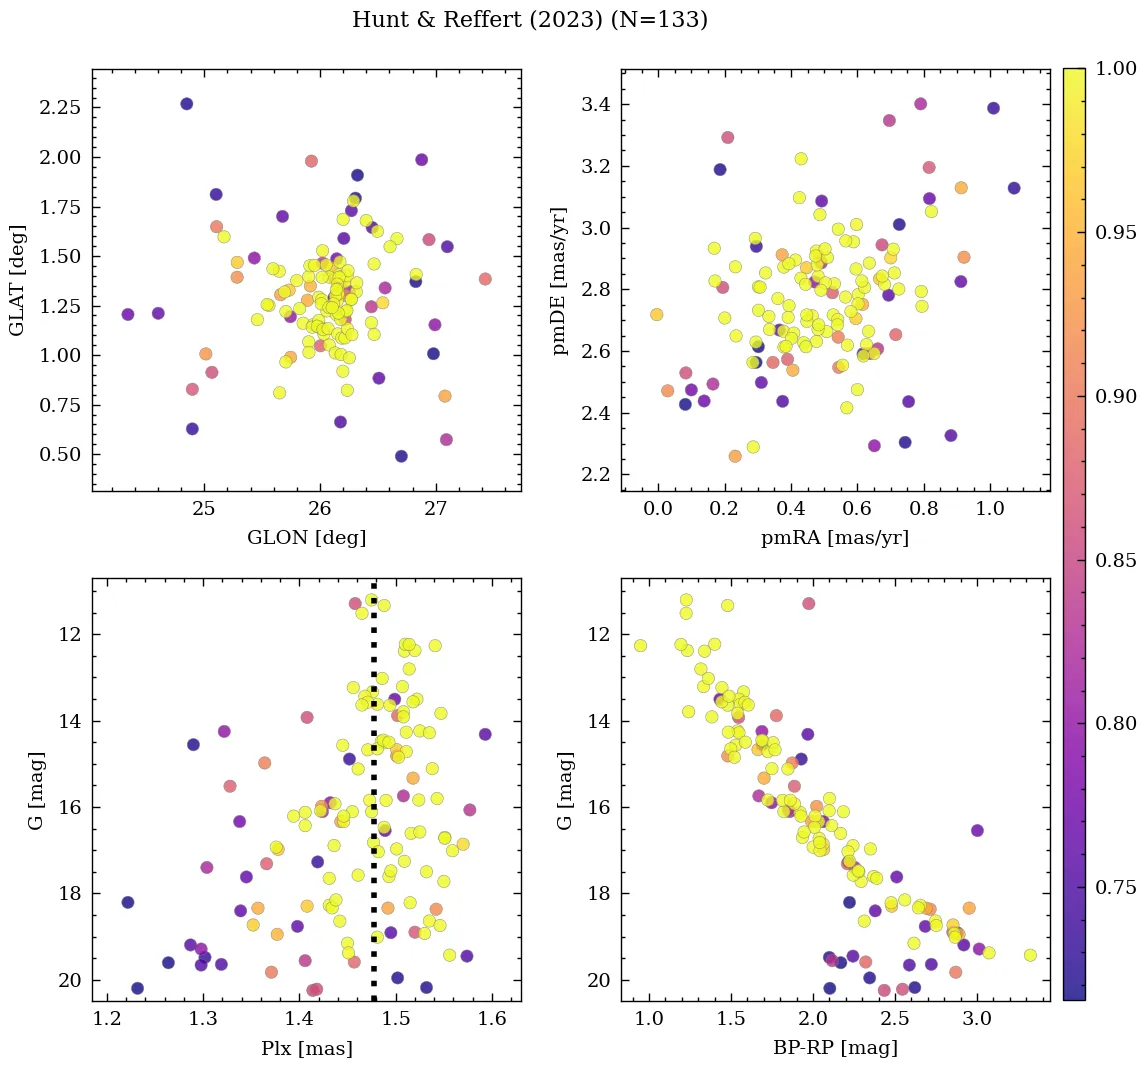 Hunt & Reffert (2023) (N=133)
2.25
2.00
1.75
1.50
1.25
1.00
0.75
0.50
GLAT [deg]
25 26 27
GLON [deg]
3.4
3.2
3.0
2.8
2.6
2.4
2.2
pmDE [mas/yr]
0.0 0.2 0.4 0.6 0.8 1.0
pmRA [mas/yr]
12
14
16
18
20
G [mag]
1.2 1.3 1.4 1.5 1.6
Plx [mas]
12
14
16
18
20
G [mag]
1.0 1.5 2.0 2.5 3.0
BP-RP [mag]
1.00
0.95
0.90
0.85
0.80
0.75